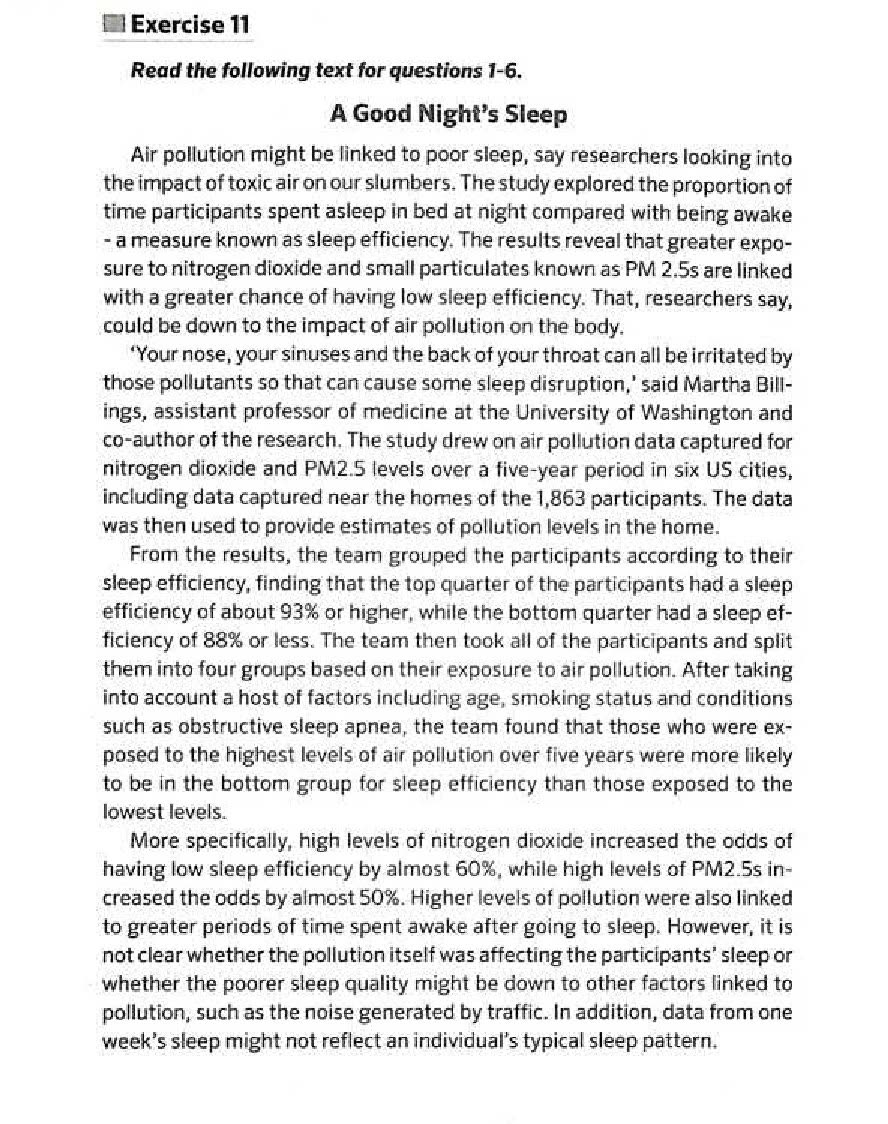 Exercise 11
Read the following text for questions 1-6.
A Good Night's Sleep
Air pollution might be linked to poor sleep, say researchers looking into
the impact of toxic air on our slumbers. The study explored the proportion of
time participants spent asleep in bed at night compared with being awake
- a measure known as sleep efficiency. The results reveal that greater expo-
sure to nitrogen dioxide and small particulates known as PM 2.5s are linked
with a greater chance of having low sleep efficiency. That, researchers say,
could be down to the impact of air pollution on the body.
'Your nose, your sinuses and the back of your throat can all be irritated by
those pollutants so that can cause some sleep disruption,' said Martha Bill-
ings, assistant professor of medicine at the University of Washington and
co-author of the research. The study drew on air pollution data captured for
nitrogen dioxide and PM2.5 levels over a five-year period in six US cities,
including data captured near the homes of the 1,863 participants. The data
was then used to provide estimates of pollution levels in the home.
From the results, the team grouped the participants according to their
sleep efficiency, finding that the top quarter of the participants had a sleep
efficiency of about 93% or higher, while the bottom quarter had a sleep ef-
ficiency of 88% or less. The team then took all of the participants and split
them into four groups based on their exposure to air pollution. After taking
into account a host of factors including age, smoking status and conditions
such as obstructive sleep apnea, the team found that those who were ex-
posed to the highest levels of air pollution over five years were more likely
to be in the bottom group for sleep efficiency than those exposed to the
lowest levels.
More specifically, high levels of nitrogen dioxide increased the odds of
having low sleep efficiency by almost 60%, while high levels of PM2.5s in-
creased the odds by almost 50%. Higher levels of pollution were also linked
to greater periods of time spent awake after going to sleep. However, it is
not clear whether the pollution itself was affecting the participants' sleep or
whether the poorer sleep quality might be down to other factors linked to
pollution, such as the noise generated by traffic. In addition, data from one
week's sleep might not reflect an individual's typical sleep pattern.